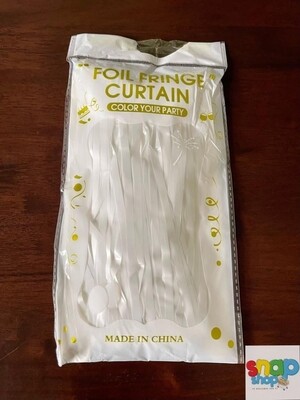 FOIL FRINGE
CURTAIN
COLOR YOUR PARTY
MADE IN CHINA
snap
shop